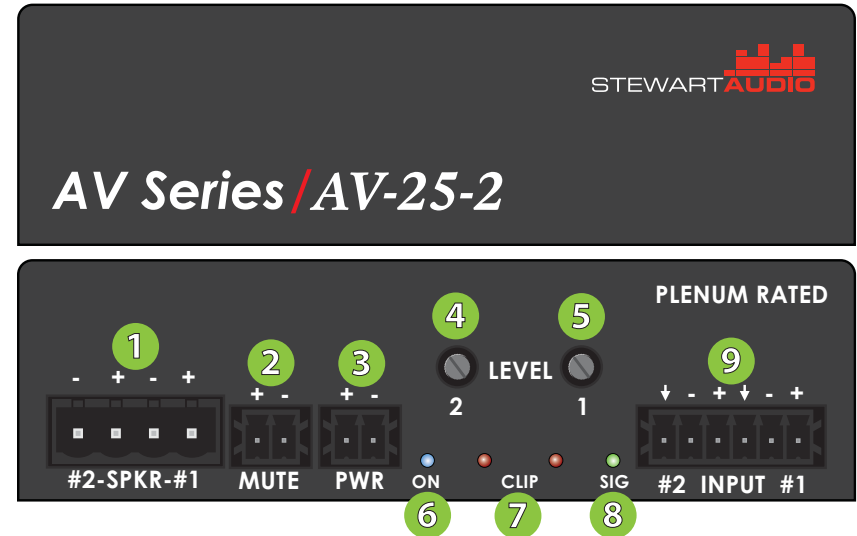 STEWARTAUDIO
AV Series/AV-25-2
PLENUM RATED
4 5
1 2 3 9
LEVEL
- + - +
+ - + -
↓ - + ↓ - +
2 1
#2-SPKR-#1 MUTE PWR ON CLIP SIG #2 INPUT #1
6 7 8